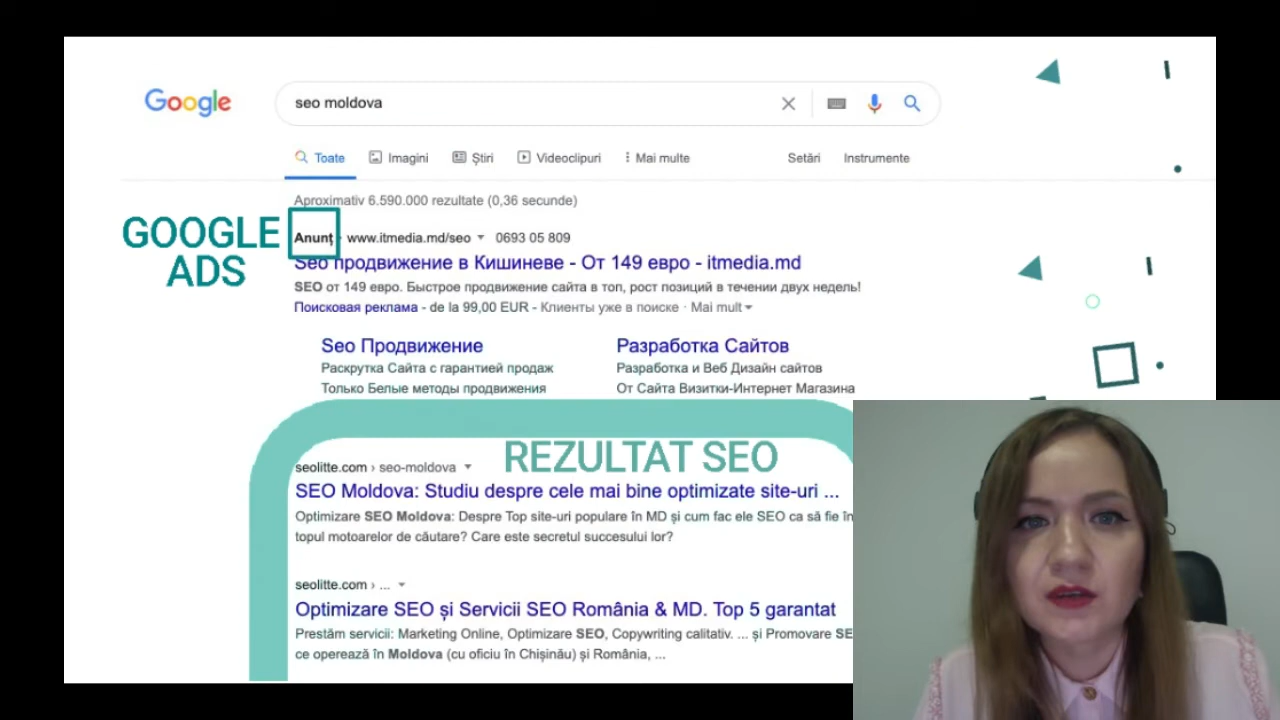 Google
seo moldova
Toate Imagini Știri Videoclipuri Mai multe Setări Instrumente
Aproximativ 6.590.000 rezultate (0,36 secunde)
GOOGLE
ADS
Anunț · www.itmedia.md/seo 0693 05 809
Seo продвижение в Кишиневе - От 149 евро - itmedia.md
SEO от 149 евро. Быстрое продвижение сайта в топ, рост позиций в течении двух недель!
Поисковая реклама - de la 99,00 EUR - Клиенты уже в поиске · Mai mult
Seo Продвижение
Раскрутка Сайта с гарантией продаж
Только Белые методы продвижения
Разработка Сайтов
Разработка и Веб Дизайн сайтов
От Сайта Визитки-Интернет Магазина
REZULTAT SEO
seolitte.com › seo-moldova
SEO Moldova: Studiu despre cele mai bine optimizate site-uri ...
Optimizare SEO Moldova: Despre Top site-uri populare în MD și cum fac ele SEO ca să fie în
topul motoarelor de căutare? Care este secretul succesului lor?
seolitte.com › ...
Optimizare SEO și Servicii SEO România & MD. Top 5 garantat
Prestăm servicii: Marketing Online, Optimizare SEO, Copywriting calitativ. ... și Promovare SE
ce operează în Moldova (cu oficiu în Chișinău) și România, ...